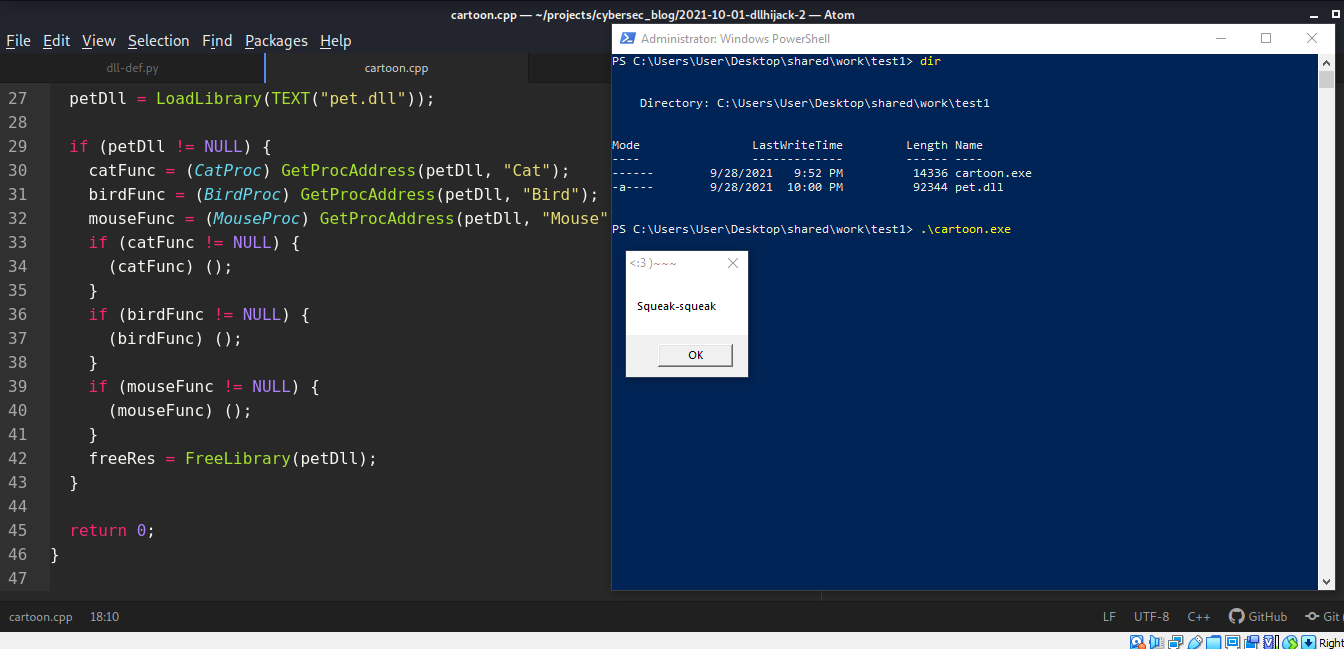 cartoon.cpp — ~/projects/cybersec_blog/2021-10-01-dllhijack-2 — Atom
File Edit View Selection Find Packages Help
dll-def.py cartoon.cpp
27 petDll = LoadLibrary(TEXT("pet.dll"));
28
29 if (petDll != NULL) {
30 catFunc = (CatProc) GetProcAddress(petDll, "Cat");
31 birdFunc = (BirdProc) GetProcAddress(petDll, "Bird");
32 mouseFunc = (MouseProc) GetProcAddress(petDll, "Mouse"
33 if (catFunc != NULL) {
34 (catFunc) ();
35 }
36 if (birdFunc != NULL) {
37 (birdFunc) ();
38 }
39 if (mouseFunc != NULL) {
40 (mouseFunc) ();
41 }
42 freeRes = FreeLibrary(petDll);
43 }
44
45 return 0;
46 }
47
cartoon.cpp 18:10
LF UTF-8 C++ GitHub Git
Administrator: Windows PowerShell
PS C:\Users\User\Desktop\shared\work\test1> dir
Directory: C:\Users\User\Desktop\shared\work\test1
Mode LastWriteTime Length Name
---- ------------- ------ ----
------ 9/28/2021 9:52 PM 14336 cartoon.exe
-a---- 9/28/2021 10:00 PM 92344 pet.dll
PS C:\Users\User\Desktop\shared\work\test1> .\cartoon.exe
<:3 )~~~
Squeak-squeak
OK
Right